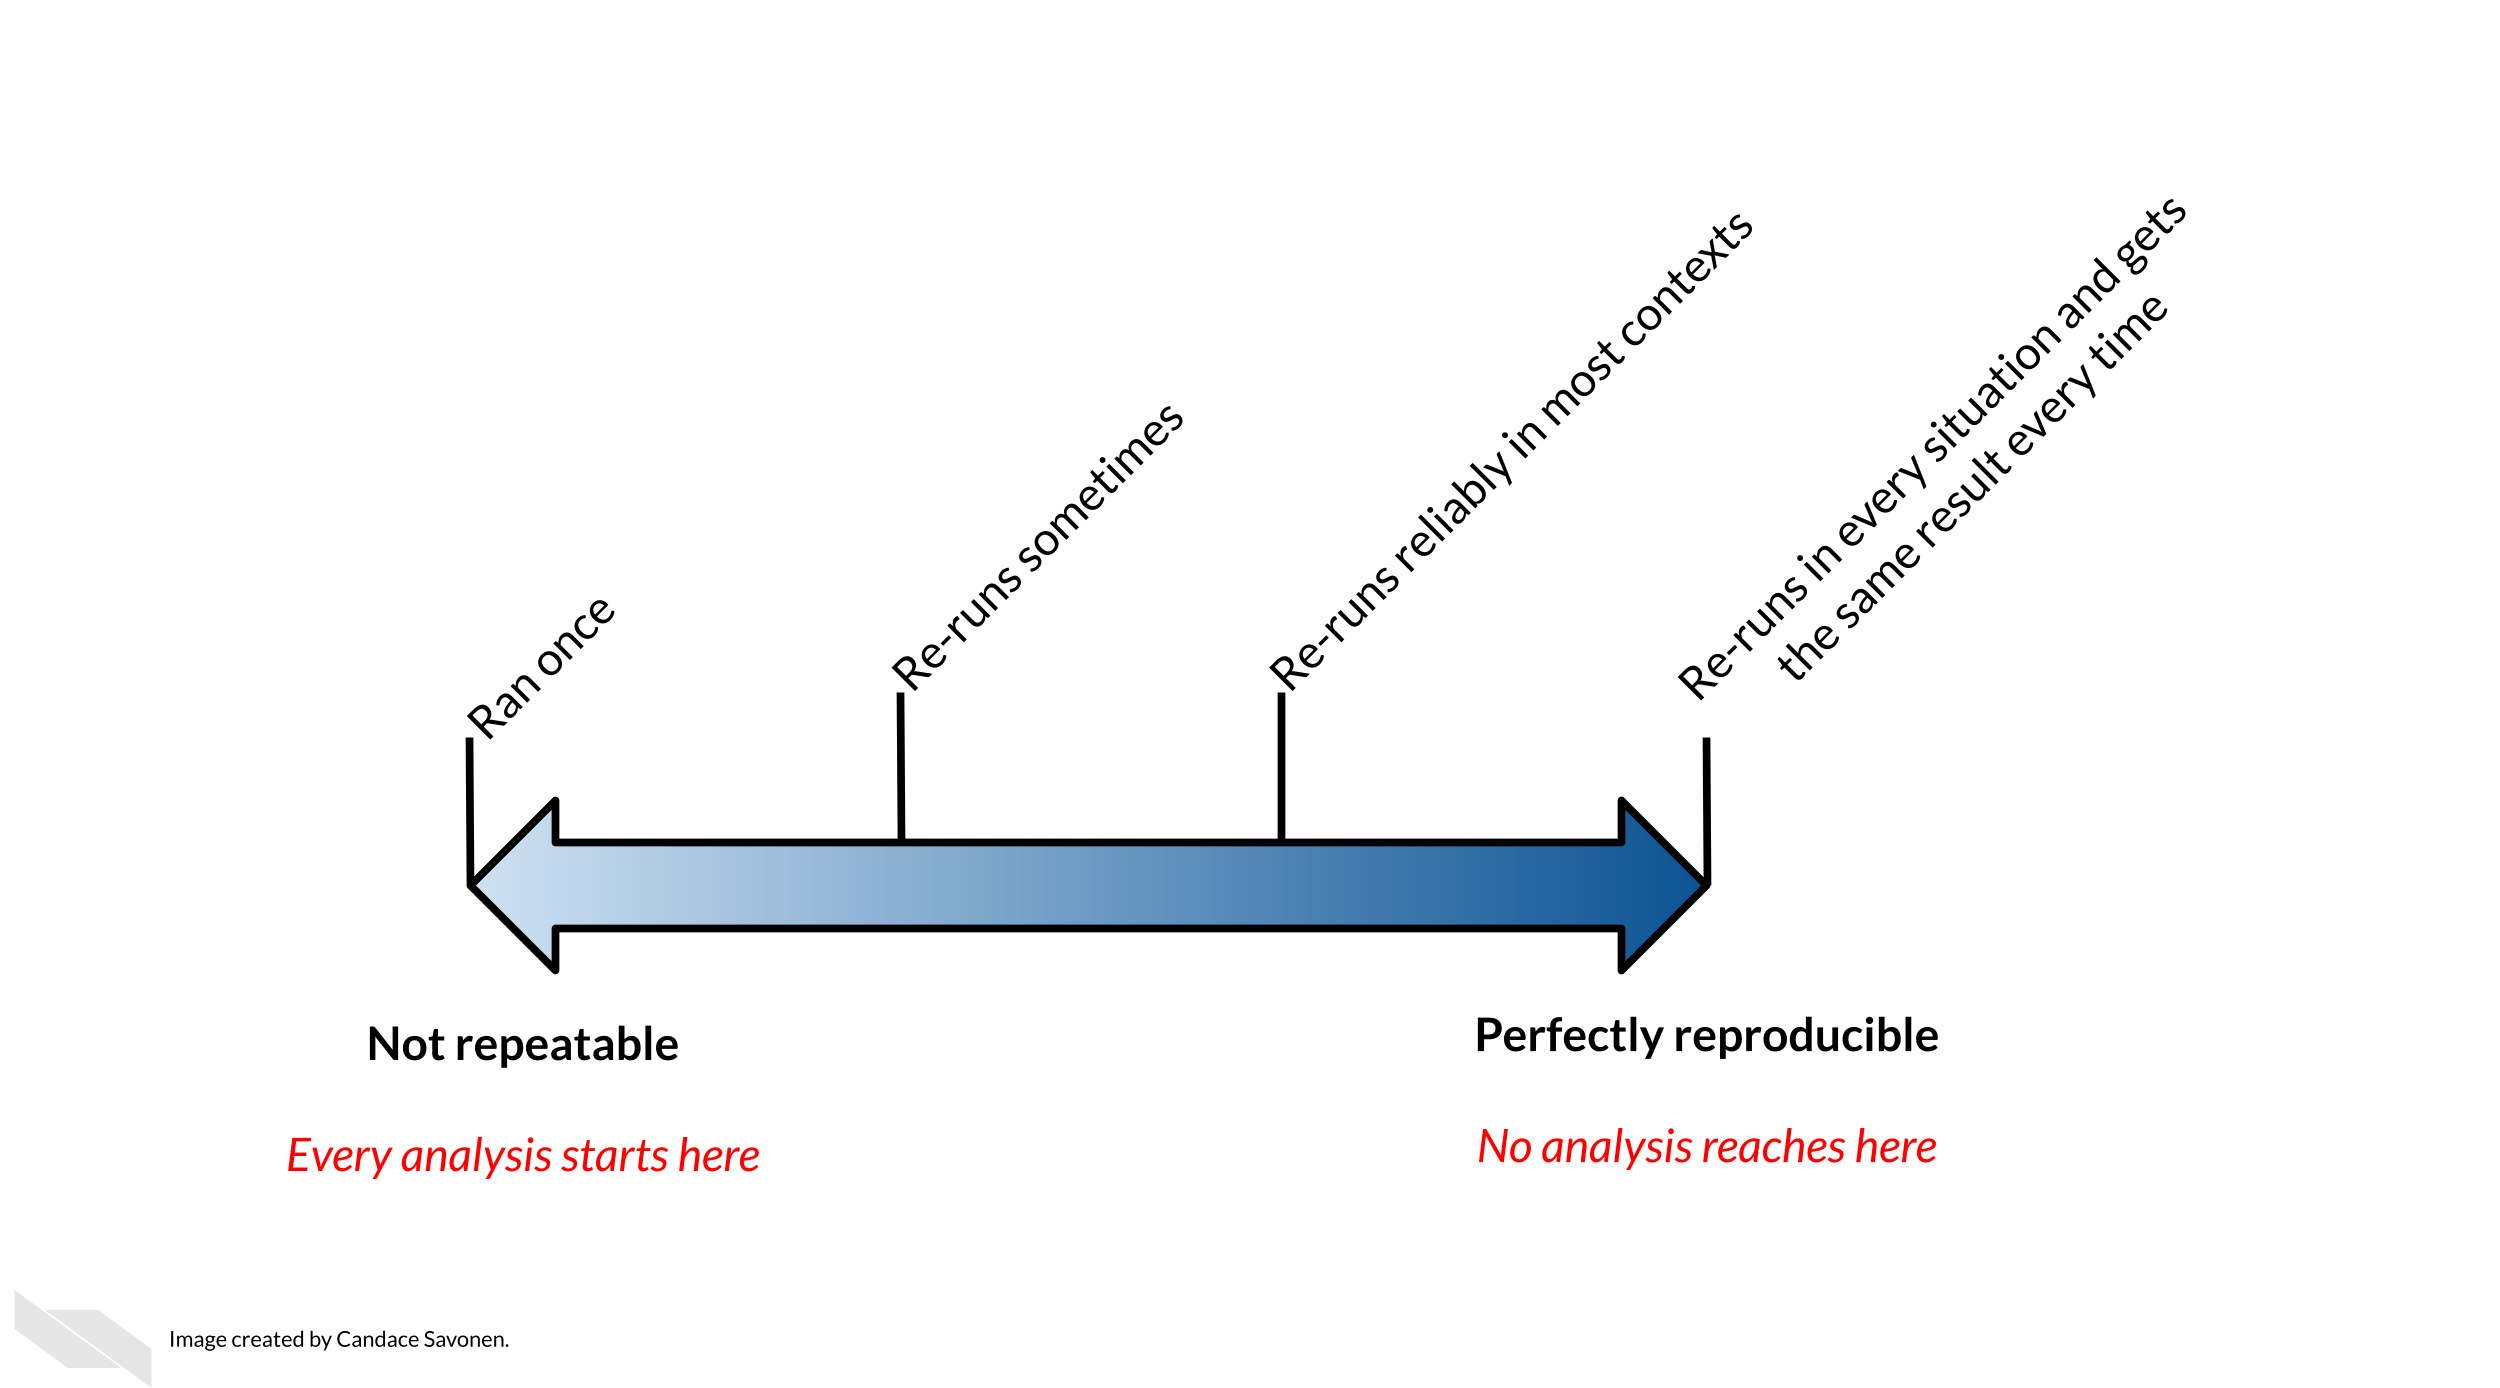 Ran once
Re-runs sometimes
Re-runs reliably in most contexts
Re-runs in every situation and gets
the same result every time
Not repeatable
Perfectly reproducible
Every analysis starts here
No analysis reaches here
Image created by Candace Savonen.